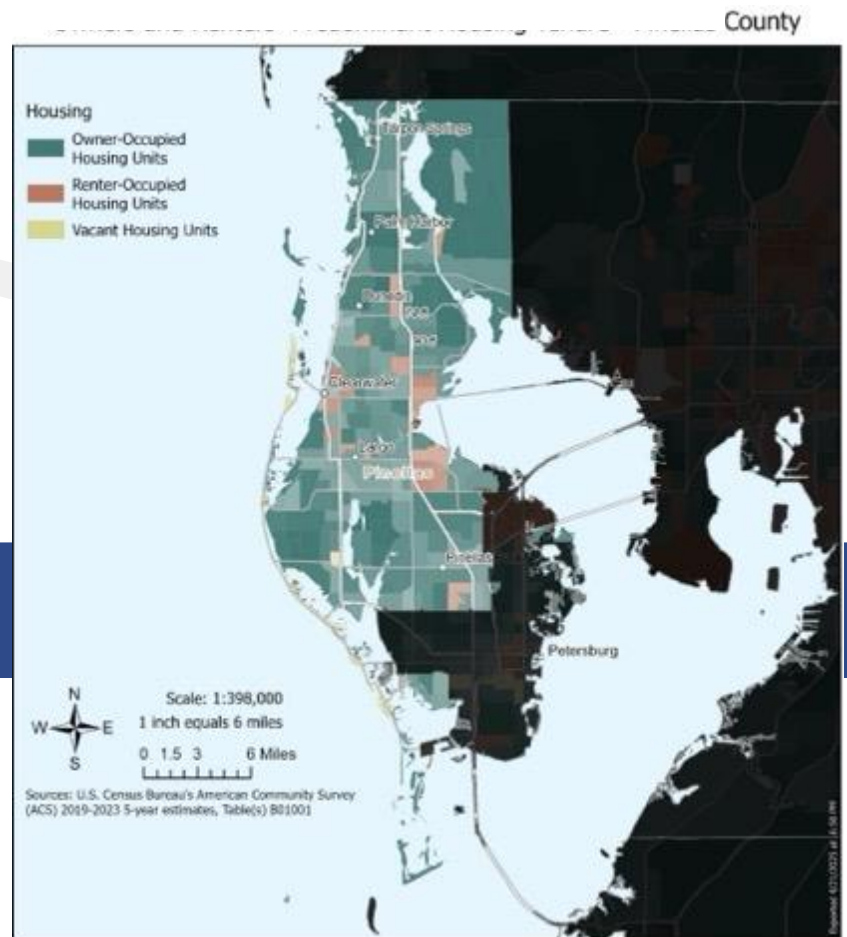 County
Housing
Owner-Occupied
Housing Units
Renter-Occupied
Housing Units
Vacant Housing Units
Tarpon Springs
Palm Harbor
Dunedin
Clearwater
Largo
Pinellas
Pinellas
Petersburg
N
W E
S
Scale: 1:398,000
1 inch equals 6 miles
0 1.5 3 6 Miles
Sources: U.S. Census Bureau's American Community Survey
(ACS) 2019-2023 5-year estimates, Table(s) B01001